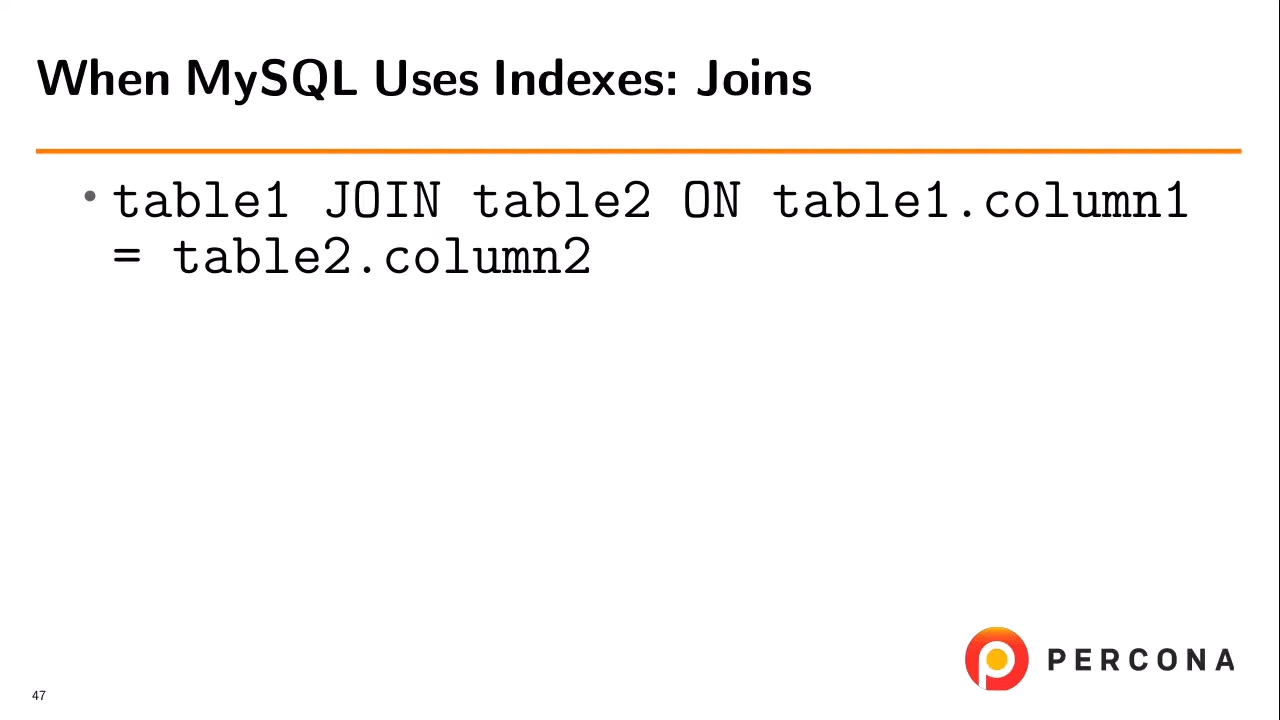 When MySQL Uses Indexes: Joins
• table1 JOIN table2 ON table1.column1
= table2.column2
PERCONA
47